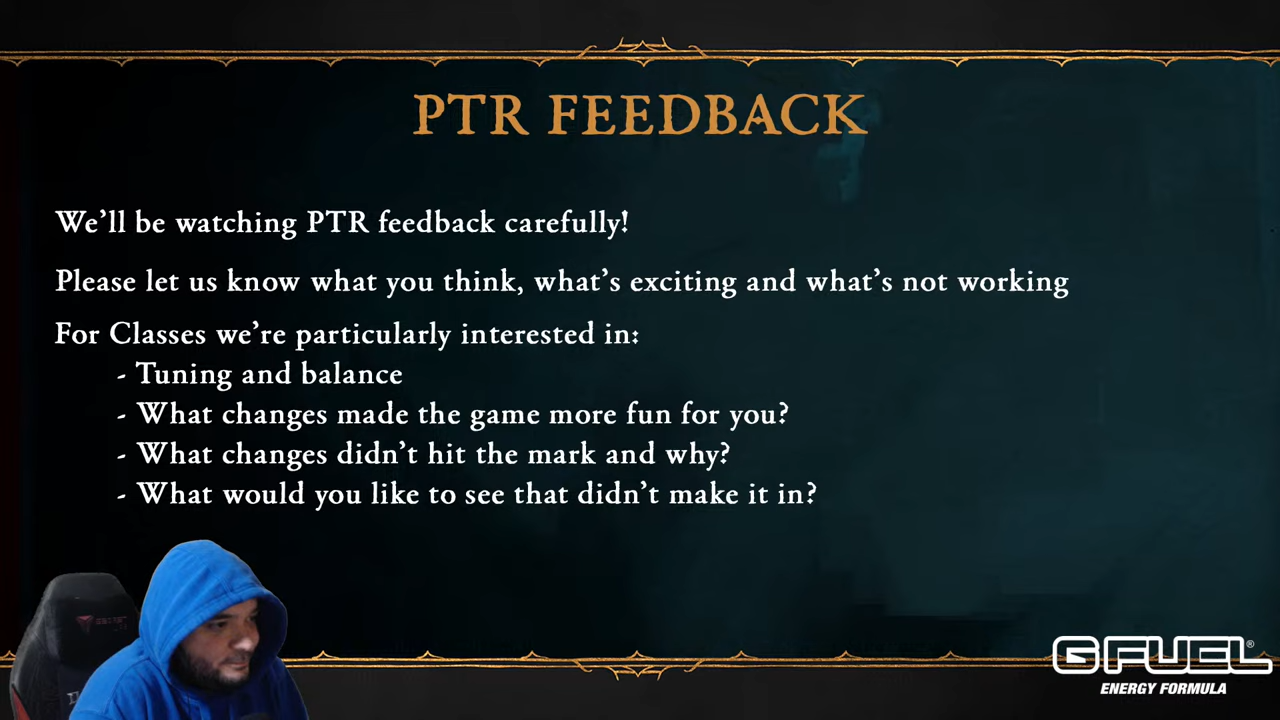 PTR FEEDBACK
We'll be watching PTR feedback carefully!
Please let us know what you think, what's exciting and what's not working
For Classes we're particularly interested in:
- Tuning and balance
- What changes made the game more fun for you?
- What changes didn't hit the mark and why?
- What would you like to see that didn't make it in?
G FUEL®
ENERGY FORMULA